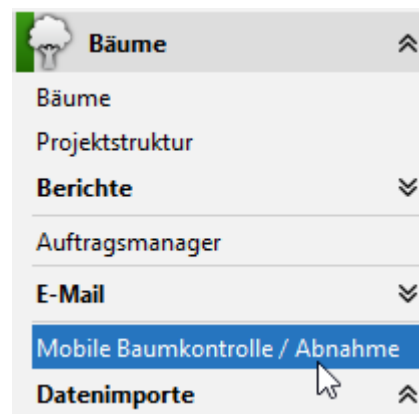 Bäume
Bäume
Projektstruktur
Berichte
Auftragsmanager
E-Mail
Mobile Baumkontrolle / Abnahme
Datenimporte